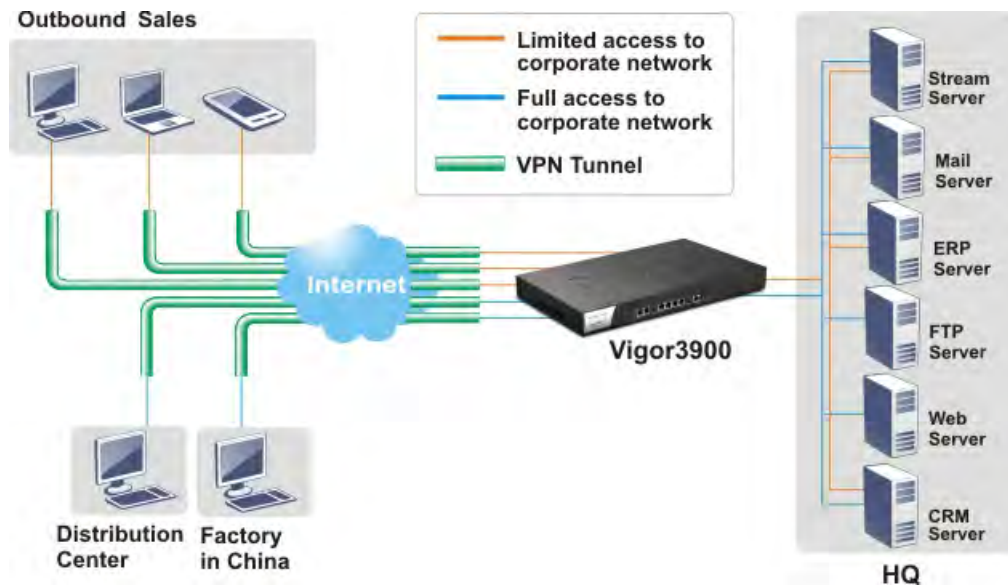 Outbound Sales
Limited access to
corporate network
Full access to
corporate network
VPN Tunnel
Internet
Vigor3900
Stream
Server
Mail
Server
ERP
Server
FTP
Server
Web
Server
CRM
Server
Distribution
Center
Factory
in China
HQ